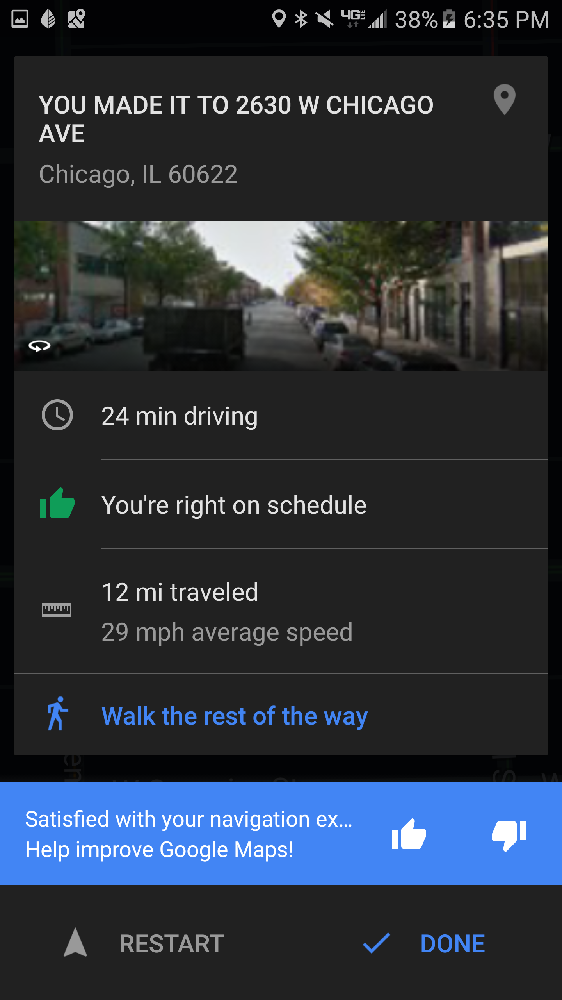 4G LTE 38% 6:35 PM
YOU MADE IT TO 2630 W CHICAGO
AVE
Chicago, IL 60622
24 min driving
You're right on schedule
12 mi traveled
29 mph average speed
Walk the rest of the way
Satisfied with your navigation ex...
Help improve Google Maps!
RESTART
DONE